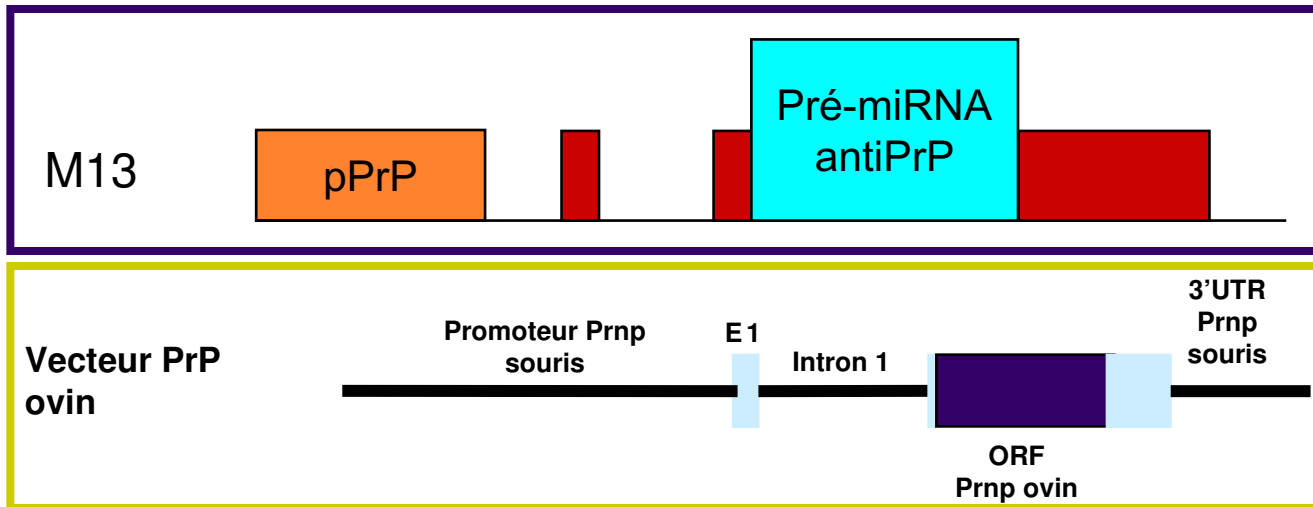 M13
pPrP
Pré-miRNA
antiPrP
Vecteur PrP
ovin
Promoteur Prnp
souris
E1
Intron 1
ORF
Prnp ovin
3’UTR
Prnp
souris